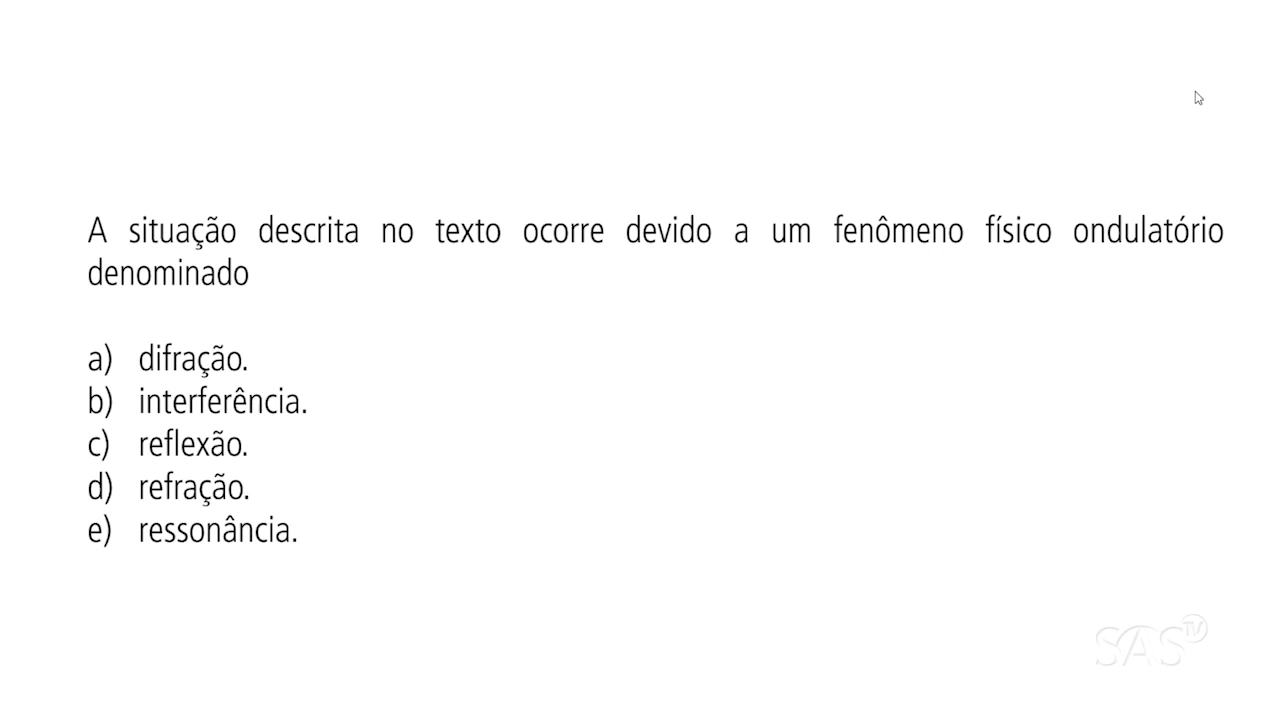 A situação descrita no texto ocorre devido a um fenômeno físico ondulatório
denominado
a) difração.
b) interferência.
c) reflexão.
d) refração.
e) ressonância.
SAS TV